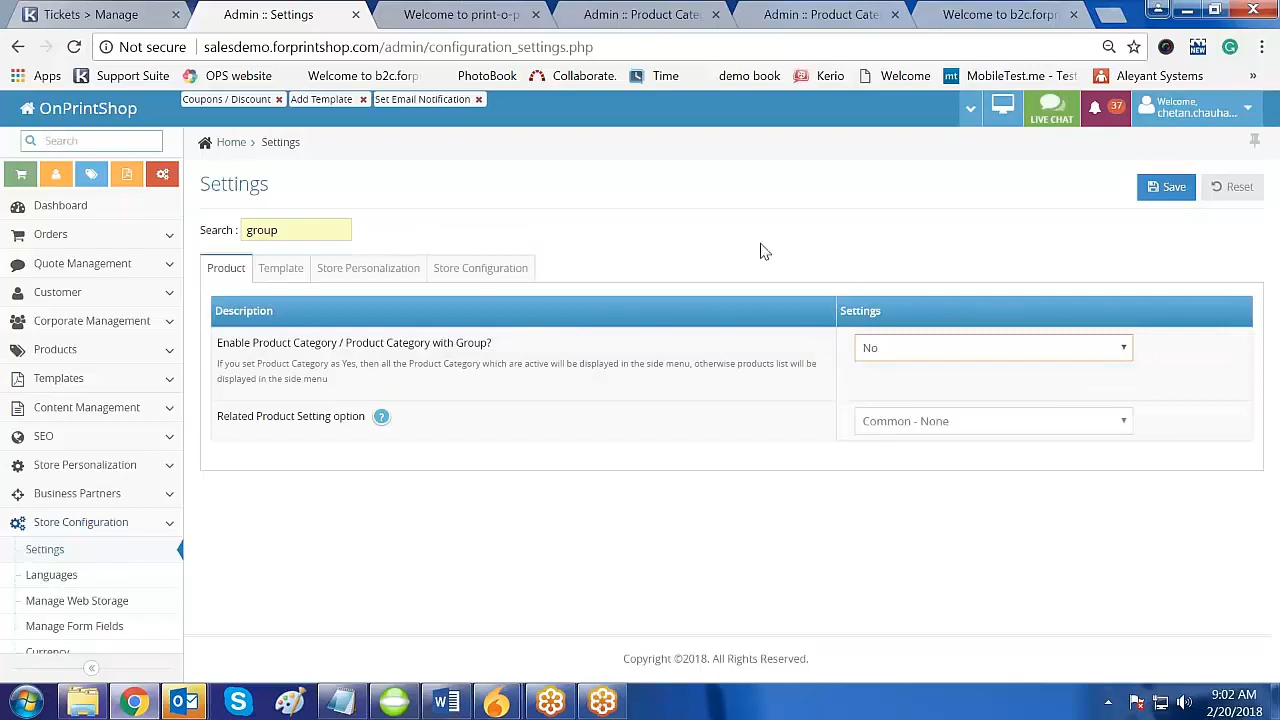 Tickets > Manage
Admin :: Settings
Welcome to print.
Admin :: Product Cate
Admin :: Product Cate
Welcome to b2c.forp
Not secure
salesdemo.forprintshop.com/admin/configuration_settings.php
Apps
Support Suite
OPS website
Welcome to b2c.forp
PhotoBook
Collaborate.
Time
demo book
Kerio
Welcome
MobileTest.me - Test
Aleyant Systems
»
OnPrintShop
Coupons / Discount
Add Template
Set Email Notification
LIVE CHAT
37
Welcome,
chetan.chauha...
Search
Home > Settings
Settings
Save
Reset
Search : group
Dashboard
Orders
Quote Management
Customer
Corporate Management
Products
Templates
Content Management
SEO
Store Personalization
Business Partners
Store Configuration
Settings
Languages
Manage Web Storage
Manage Form Fields
Currency
Product
Template
Store Personalization
Store Configuration
Description
Settings
Enable Product Category / Product Category with Group?
If you set Product Category as Yes, then all the Product Category which are active will be displayed in the side menu, otherwise products list will be
displayed in the side menu
No
Related Product Setting option ?
Common - None
Copyright ©2018. All Rights Reserved.
9:02 AM
2/20/2018